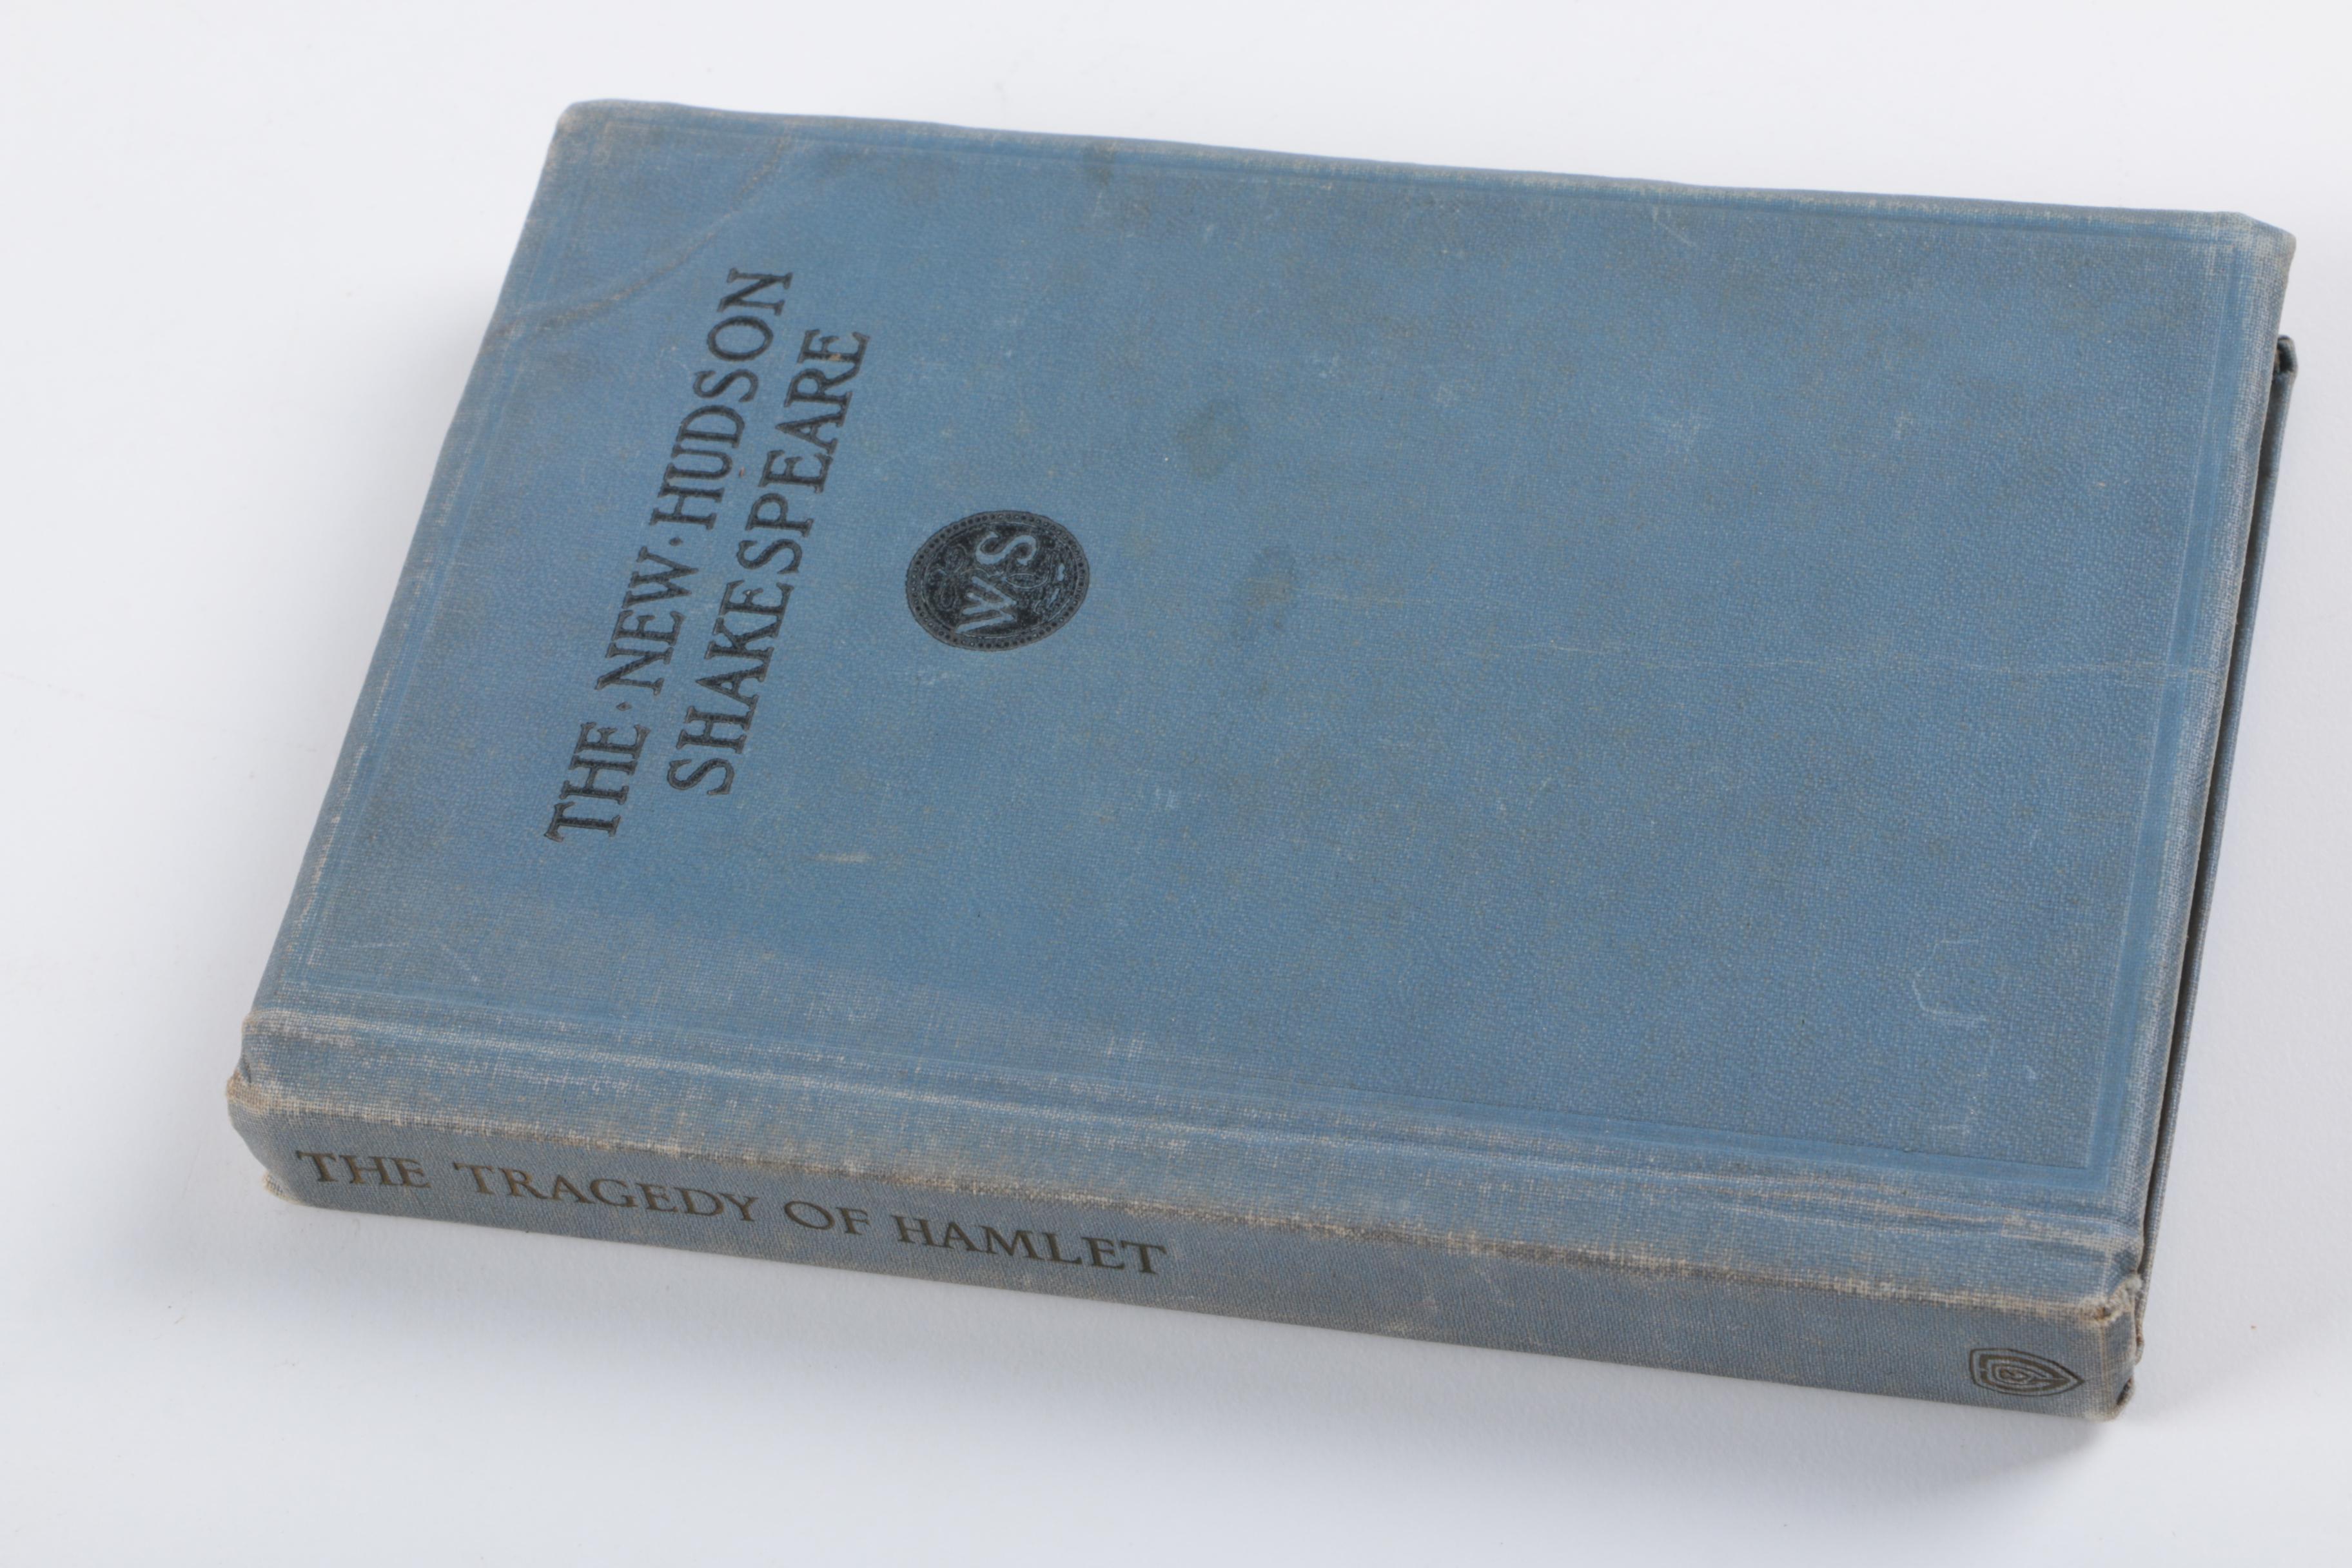 THE·NEW·HUDSON
SHAKESPEARE
WS
THE TRAGEDY OF HAMLET